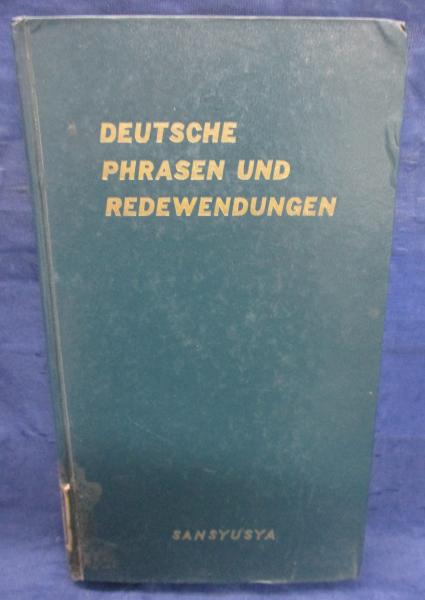 DEUTSCHE
PHRASEN UND
REDEWENDUNGEN
SANSYUSYA